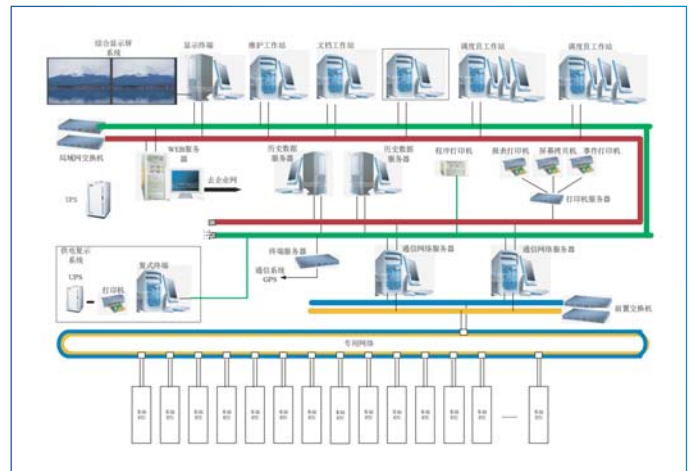 综合显示屏
系统
显示终端
维护工作站
文档工作站
调度员工作站
调度员工作站
局域网交换机
WEB服务
器
去企业网
历史数据
服务器
历史数据
服务器
程序打印机
报表打印机
屏幕拷贝机
事件打印机
打印机服务器
UPS
供电复示
系统
UPS
打印机
复式终端
终端服务器
通信系统
GPS
通信网络服务器
通信网络服务器
前置交换机
专用网络